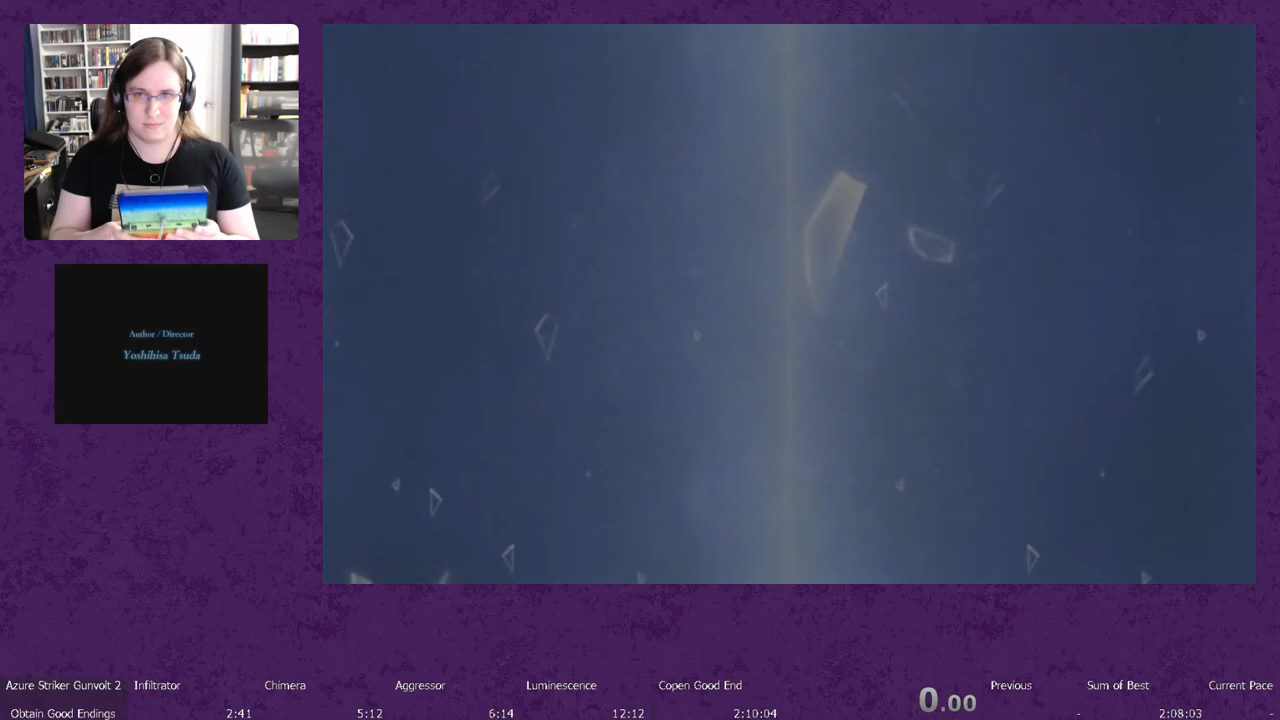 Author / Director
Yoshihisa Tsuda
Azure Striker Gunvolt 2 Infiltrator Chimera Aggressor Luminescence Copen Good End 0.00 Previous Sum of Best Current Pace
Obtain Good Endings 2:41 5:12 6:14 12:12 2:10:04 - 2:08:03 -